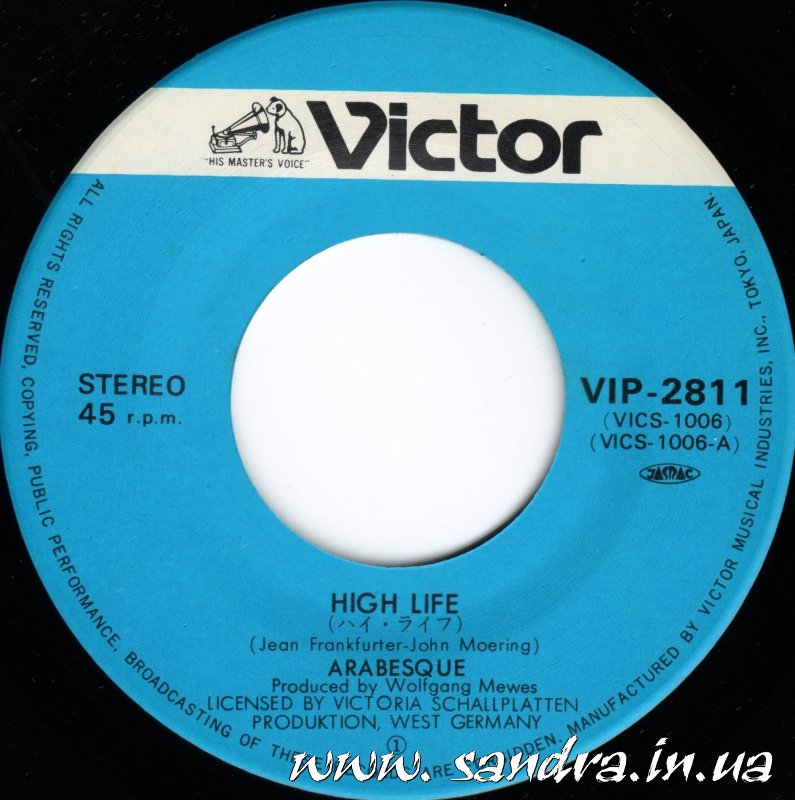 "HIS MASTER'S VOICE"
Victor
STEREO
45 r.p.m.
VIP-2811
(VICS-1006)
(VICS-1006-A)
JASRAC
HIGH LIFE
(ハイ・ライフ)
(Jean Frankfurter-John Moering)
ARABESQUE
Produced by Wolfgang Mewes
LICENSED BY VICTORIA SCHALLPLATTEN
PRODUKTION, WEST GERMANY
①
ALL RIGHTS RESERVED, COPYING, PUBLIC PERFORMANCE, BROADCASTING OF THE ARE MANUFACTURED BY VICTOR MUSICAL INDUSTRIES, INC., TOKYO, JAPAN.
www.sandra.in.ua